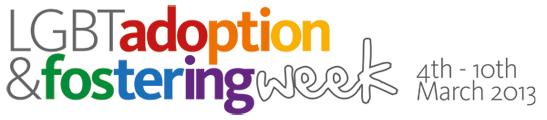 LGBTadoption
&fosteringweek
4th - 10th
March 2013